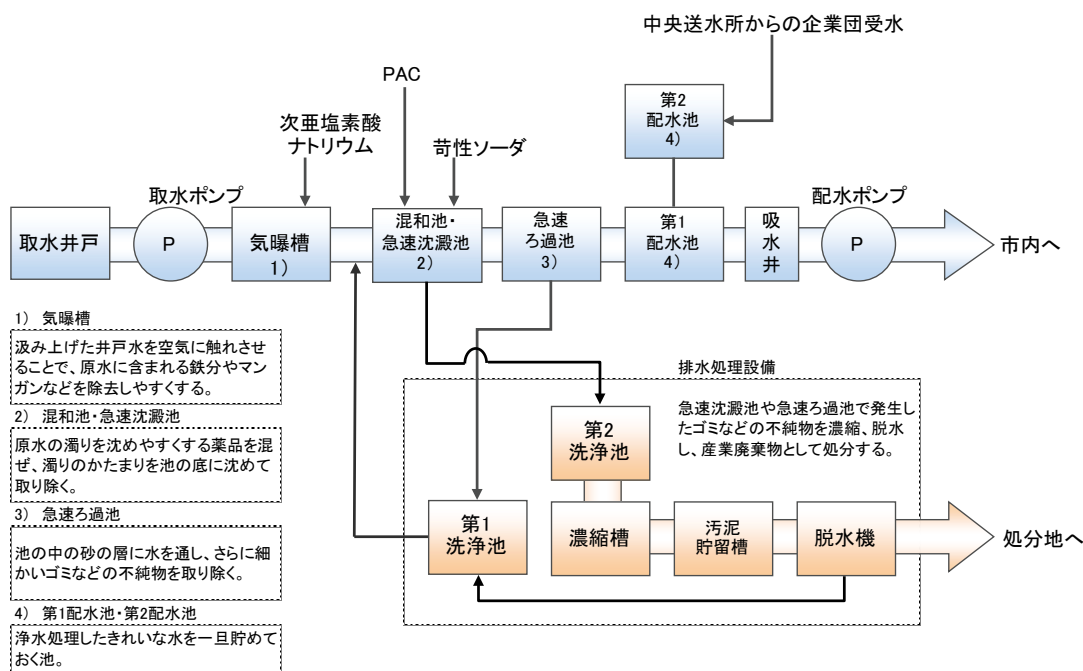 中央送水所からの企業団受水
PAC
第2
配水池
4)
次亜塩素酸
ナトリウム
苛性ソーダ
取水ポンプ
配水ポンプ
取水井戸
P
気曝槽
1)
混和池・
急速沈澱池
2)
急速
ろ過池
3)
第1
配水池
4)
吸
水
井
P
市内へ
1) 気曝槽
汲み上げた井戸水を空気に触れさせ
ることで、原水に含まれる鉄分やマン
ガンなどを除去しやすくする。
2) 混和池・急速沈澱池
原水の濁りを沈めやすくする薬品を混
ぜ、濁りのかたまりを池の底に沈めて
取り除く。
3) 急速ろ過池
池の中の砂の層に水を通し、さらに細
かいゴミなどの不純物を取り除く。
4) 第1配水池・第2配水池
浄水処理したきれいな水を一旦貯めて
おく池。
排水処理設備
急速沈澱池や急速ろ過池で発生し
たゴミなどの不純物を濃縮、脱水
し、産業廃棄物として処分する。
第2
洗浄池
第1
洗浄池
濃縮槽
汚泥
貯留槽
脱水機
処分地へ